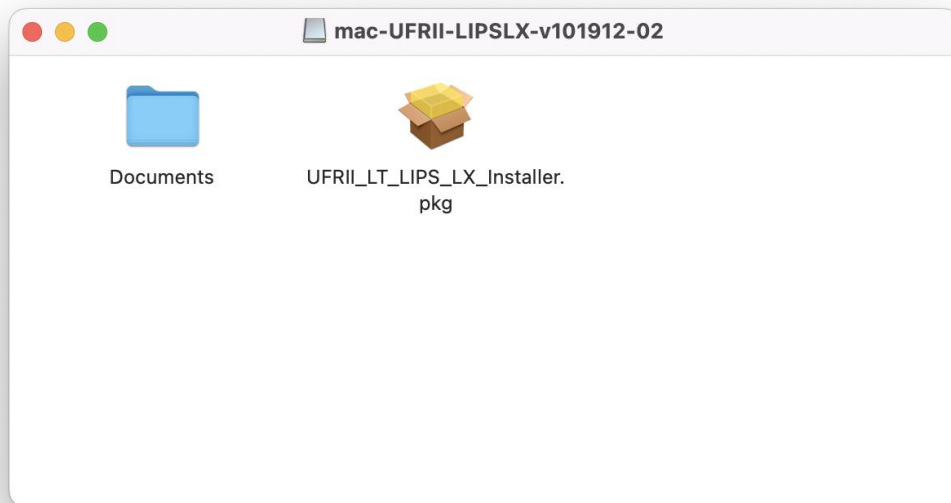 mac-UFRII-LIPSLX-v101912-02
Documents
UFRII_LT_LIPS_LX_Installer.
pkg